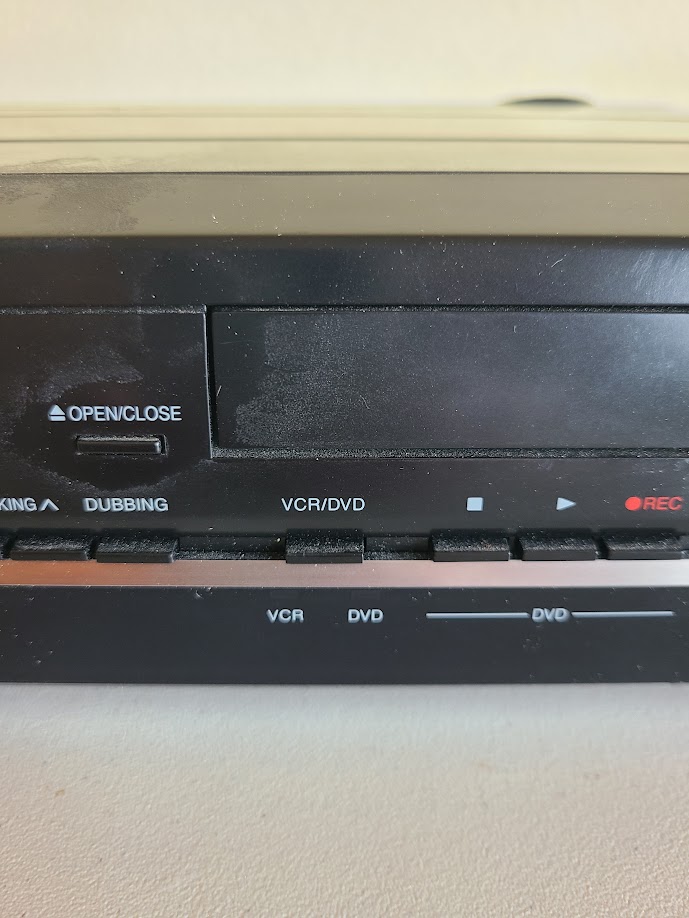 ⏏OPEN/CLOSE
KING ∧ DUBBING VCR/DVD ■ ▶ ●REC
VCR DVD DVD